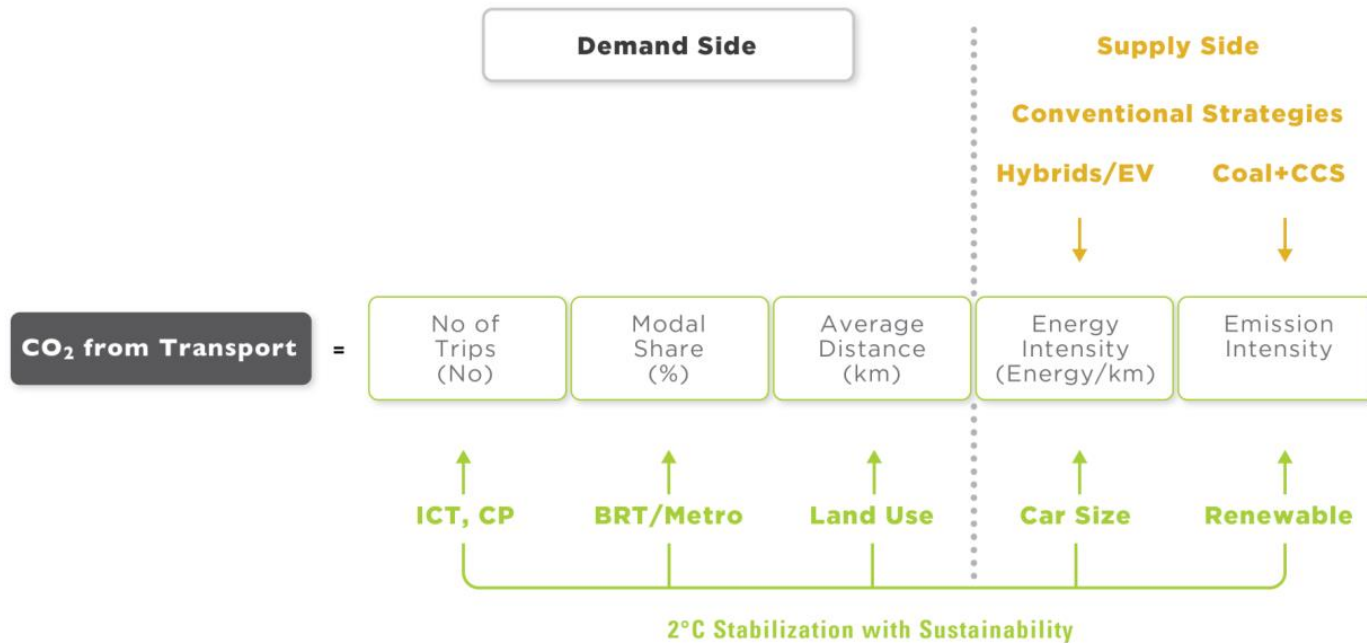 Demand Side
Supply Side
Conventional Strategies
Hybrids/EV
Coal+CCS
CO₂ from Transport
=
No of
Trips
(No)
Modal
Share
(%)
Average
Distance
(km)
Energy
Intensity
(Energy/km)
Emission
Intensity
ICT, CP
BRT/Metro
Land Use
Car Size
Renewable
2°C Stabilization with Sustainability